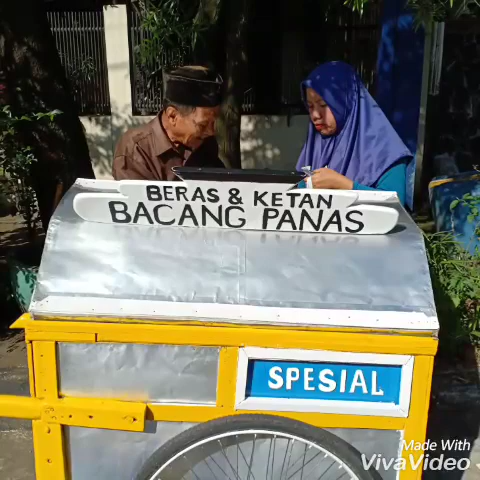 BERAS & KETAN
BACANG PANAS
SPESIAL
Made With
VivaVideo